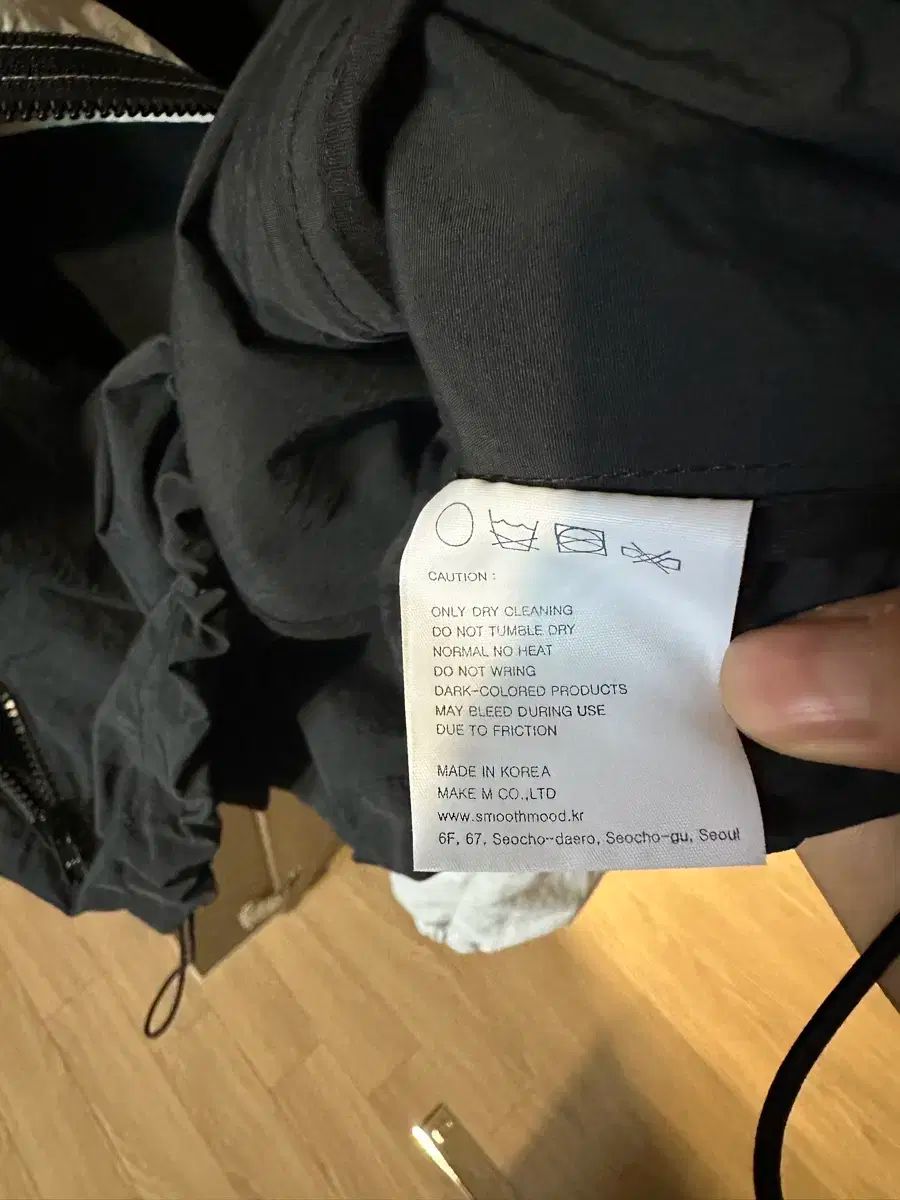 CAUTION :
ONLY DRY CLEANING
DO NOT TUMBLE DRY
NORMAL NO HEAT
DO NOT WRING
DARK-COLORED PRODUCTS
MAY BLEED DURING USE
DUE TO FRICTION
MADE IN KOREA
MAKE M CO.,LTD
www.smoothmood.kr
6F, 67, Seocho-daero, Seocho-gu, Seoul